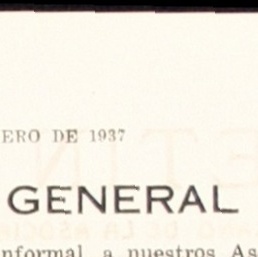 ERO DE 1937
GENERAL
nformal a nuestros As